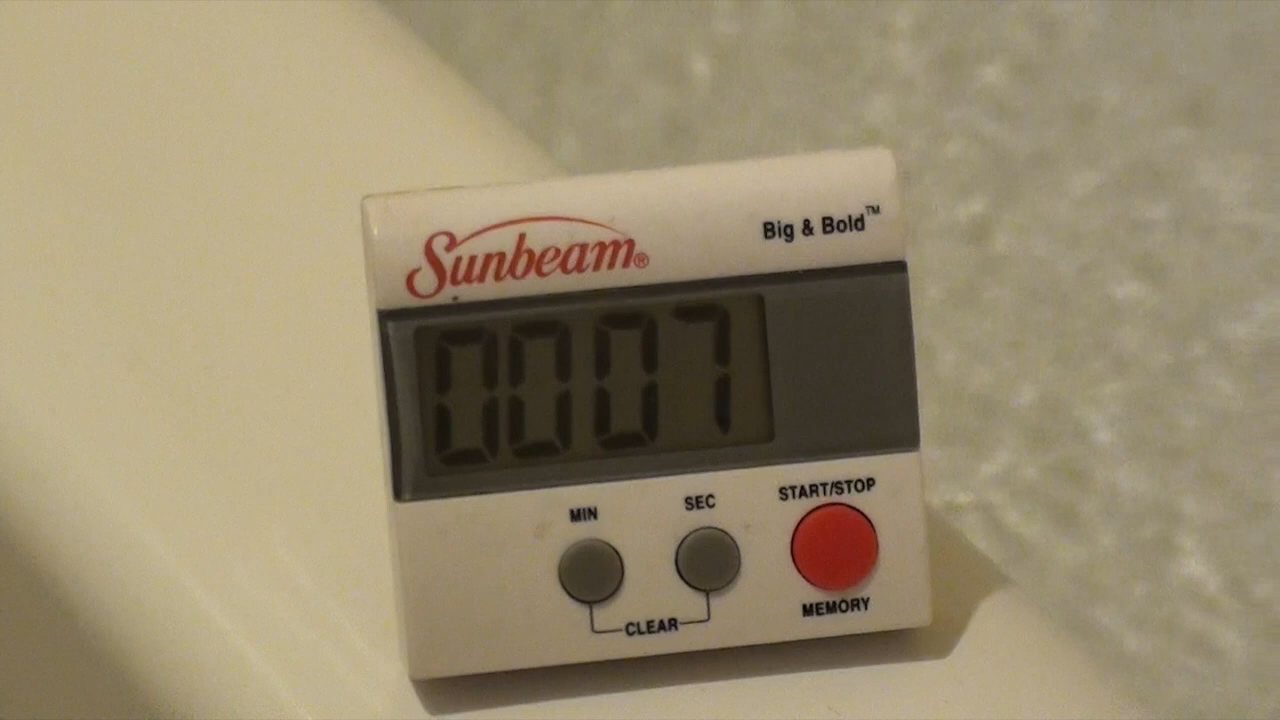 Sunbeam®
Big & Bold™
0007
MIN
SEC
START/STOP
CLEAR
MEMORY